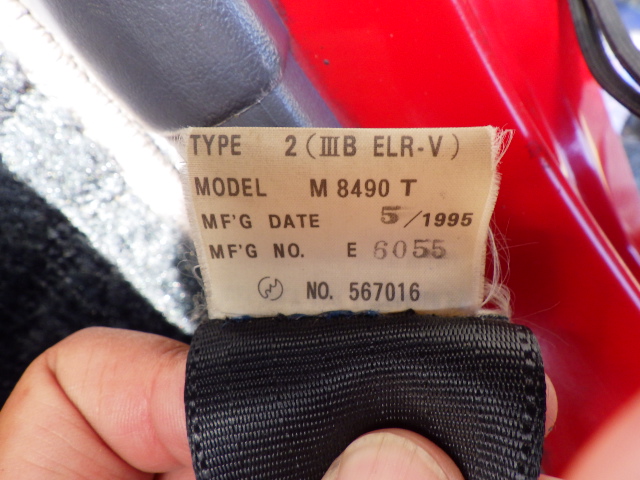 TYPE 2 (ⅢB ELR-V)
MODEL M 8490 T
MF'G DATE 5/1995
MF'G NO. E 6055
NO. 567016